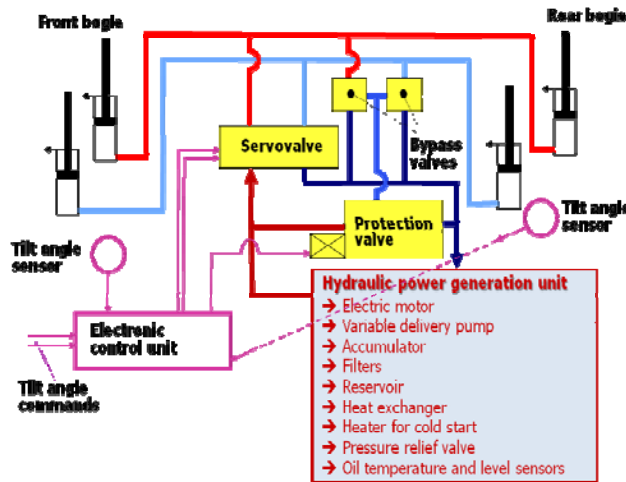 Front bogie
Rear bogie
Servovalve
Bypass
valves
Tilt angle
sensor
Protection
valve
Tilt angle
sensor
Hydraulic power generation unit
→ Electric motor
→ Variable delivery pump
→ Accumulator
→ Filters
→ Reservoir
→ Heat exchanger
→ Heater for cold start
→ Pressure relief valve
→ Oil temperature and level sensors
Electronic
control unit
Tilt angle
commands